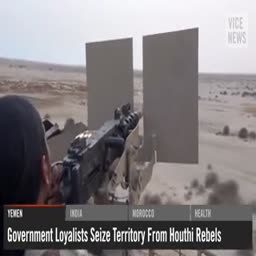 VICE
NEWS
YEMEN INDIA MOROCCO HEALTH
Government Loyalists Seize Territory From Houthi Rebels